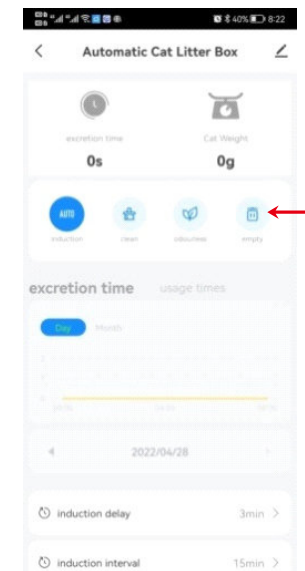 40% 8:22
Automatic Cat Litter Box
excretion time Cat Weight
0s 0g
AUTO
induction clean odourless empty
excretion time usage times
Day Month
2022/04/28
induction delay 3min
induction interval 15min